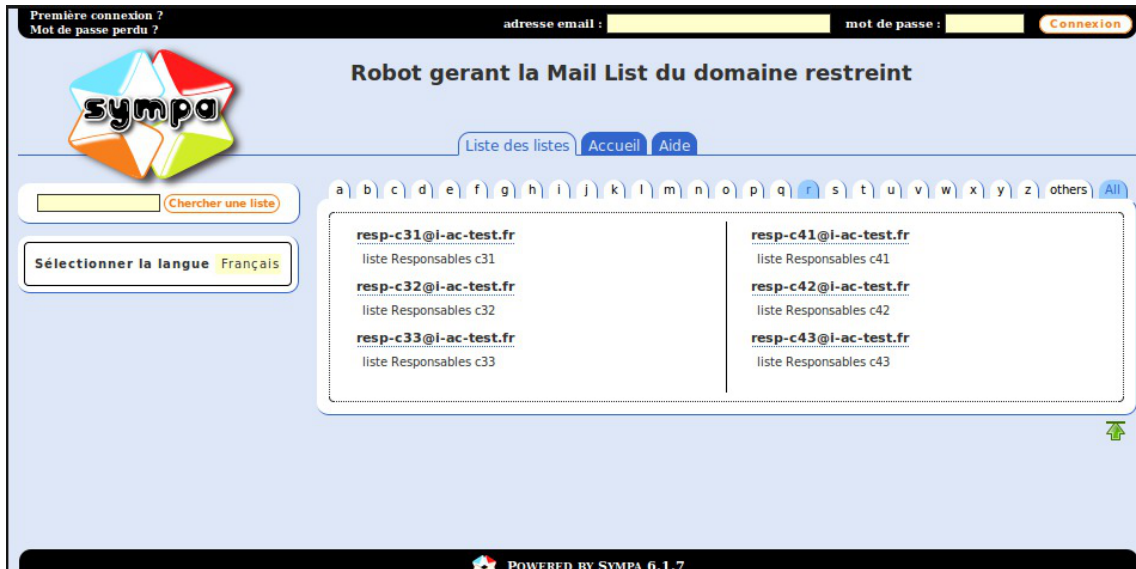 Première connexion ?
Mot de passe perdu ?
adresse email : mot de passe : Connexion
sympa
Robot gerant la Mail List du domaine restreint
Liste des listes Accueil Aide
Chercher une liste
Sélectionner la langue Français
a b c d e f g h i j k l m n o p q r s t u v w x y z others All
resp-c31@i-ac-test.fr
liste Responsables c31
resp-c32@i-ac-test.fr
liste Responsables c32
resp-c33@i-ac-test.fr
liste Responsables c33
resp-c41@i-ac-test.fr
liste Responsables c41
resp-c42@i-ac-test.fr
liste Responsables c42
resp-c43@i-ac-test.fr
liste Responsables c43
POWERED BY SYMPA 6.1.7